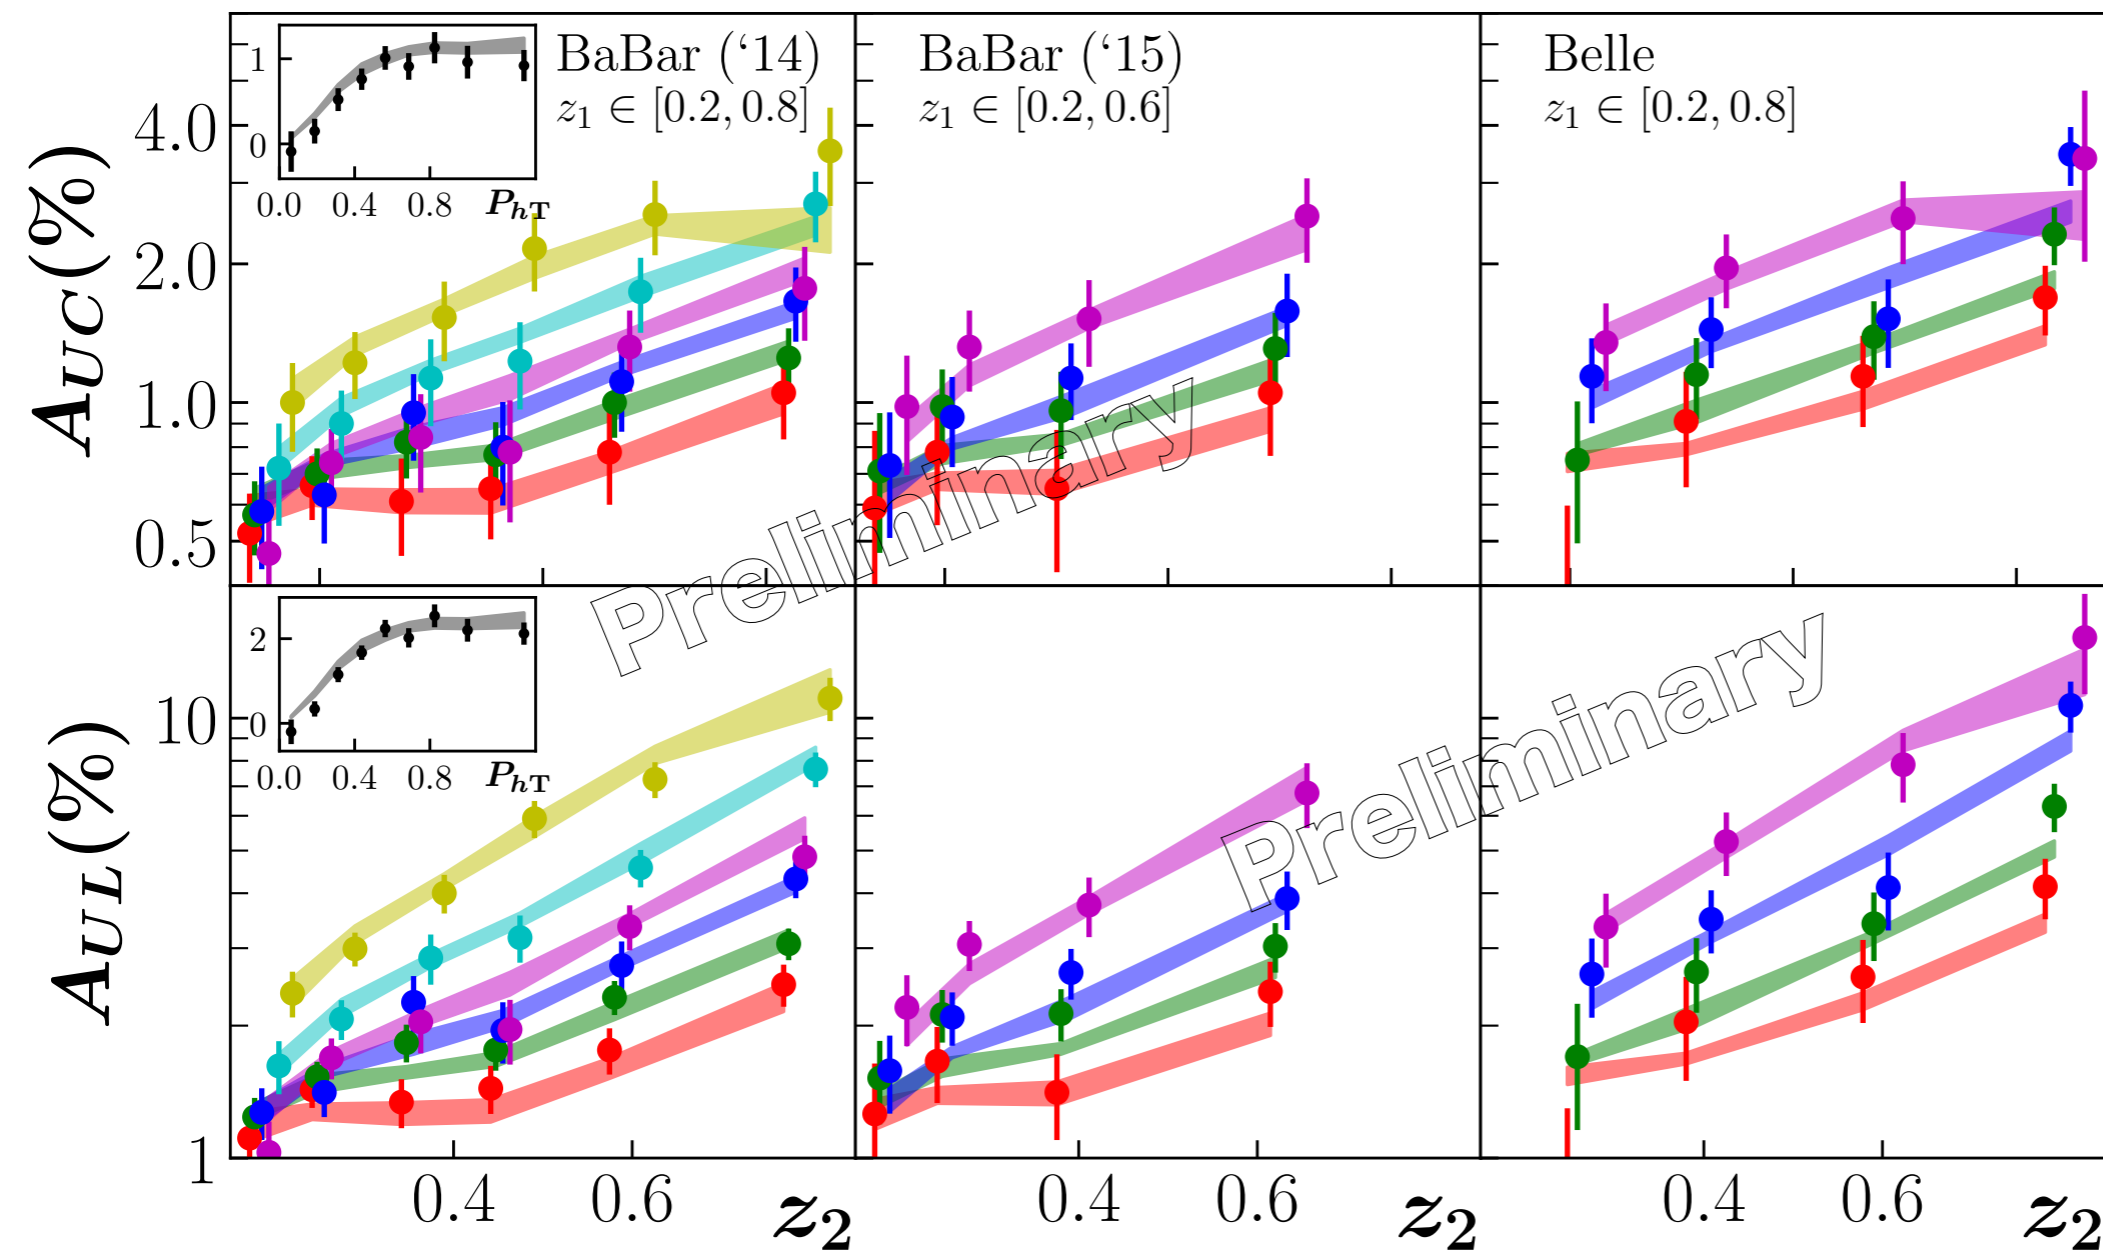 BaBar (‘14)
z₁ ∈ [0.2, 0.8]
BaBar (‘15)
z₁ ∈ [0.2, 0.6]
Belle
z₁ ∈ [0.2, 0.8]
1
0
0.0 0.4 0.8 P_hT
A_UC(%)
4.0
2.0
1.0
0.5
Preliminary
2
0
0.0 0.4 0.8 P_hT
A_UL(%)
10
1
Preliminary
0.4 0.6 z₂
0.4 0.6 z₂
0.4 0.6 z₂